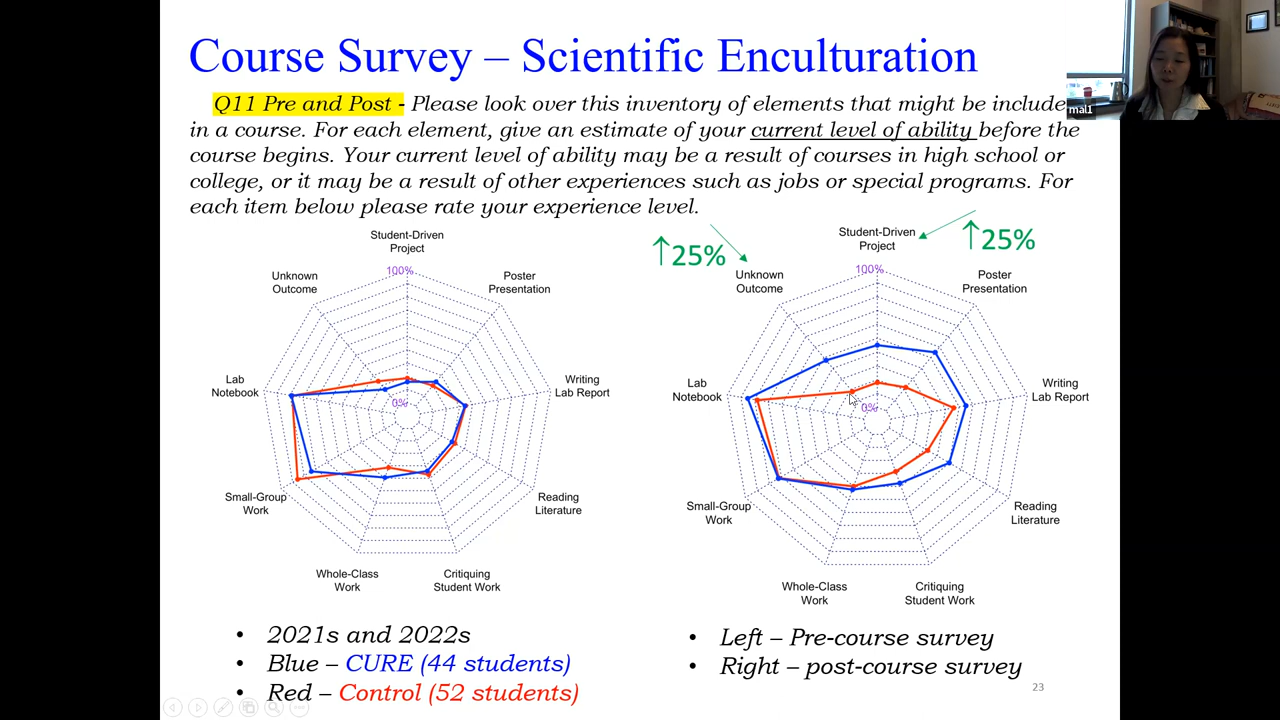 Course Survey – Scientific Enculturation
Q11 Pre and Post - Please look over this inventory of elements that might be include
in a course. For each element, give an estimate of your current level of ability before the
course begins. Your current level of ability may be a result of courses in high school or
college, or it may be a result of other experiences such as jobs or special programs. For
each item below please rate your experience level.
mal1
Student-Driven
Project
Unknown
Outcome
100%
Poster
Presentation
Lab
Notebook
0%
Writing
Lab Report
Small-Group
Work
Reading
Literature
Whole-Class
Work
Critiquing
Student Work
↑25%
Student-Driven
Project
↑25%
Unknown
Outcome
100%
Poster
Presentation
Lab
Notebook
0%
Writing
Lab Report
Small-Group
Work
Reading
Literature
Whole-Class
Work
Critiquing
Student Work
• 2021s and 2022s
• Blue – CURE (44 students)
• Red – Control (52 students)
• Left – Pre-course survey
• Right – post-course survey
23